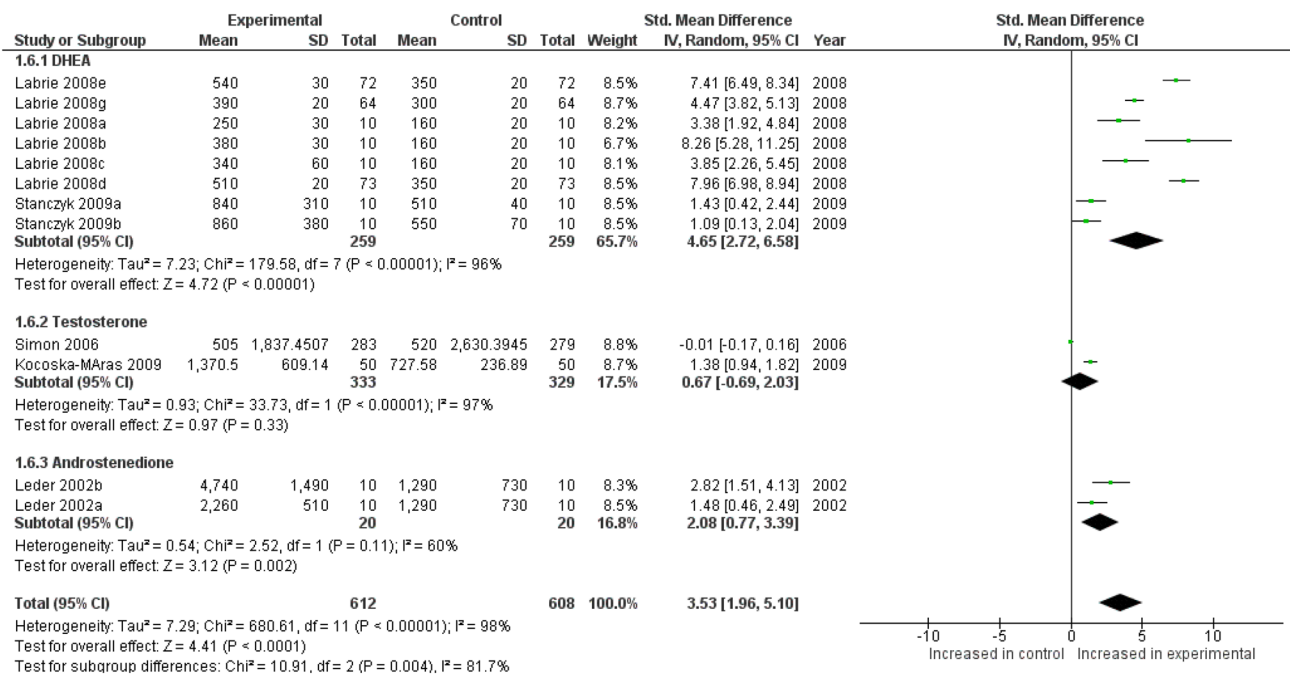 Experimental Control Std. Mean Difference Std. Mean Difference
Study or Subgroup Mean SD Total Mean SD Total Weight IV, Random, 95% CI Year IV, Random, 95% CI
1.6.1 DHEA
Labrie 2008e 540 30 72 350 20 72 8.5% 7.41 [6.49, 8.34] 2008
Labrie 2008g 390 20 64 300 20 64 8.7% 4.47 [3.82, 5.13] 2008
Labrie 2008a 250 30 10 160 20 10 8.2% 3.38 [1.92, 4.84] 2008
Labrie 2008b 380 30 10 160 20 10 6.7% 8.26 [5.28, 11.25] 2008
Labrie 2008c 340 60 10 160 20 10 8.1% 3.85 [2.26, 5.45] 2008
Labrie 2008d 510 20 73 350 20 73 8.5% 7.96 [6.98, 8.94] 2008
Stanczyk 2009a 840 310 10 510 40 10 8.5% 1.43 [0.42, 2.44] 2009
Stanczyk 2009b 860 380 10 550 70 10 8.5% 1.09 [0.13, 2.04] 2009
Subtotal (95% CI) 259 259 65.7% 4.65 [2.72, 6.58]
Heterogeneity: Tau² = 7.23; Chi² = 179.58, df = 7 (P < 0.00001); I² = 96%
Test for overall effect: Z = 4.72 (P < 0.00001)
1.6.2 Testosterone
Simon 2006 505 1,837.4507 283 520 2,630.3945 279 8.8% -0.01 [-0.17, 0.16] 2006
Kocoska-MAras 2009 1,370.5 609.14 50 727.58 236.89 50 8.7% 1.38 [0.94, 1.82] 2009
Subtotal (95% CI) 333 329 17.5% 0.67 [-0.69, 2.03]
Heterogeneity: Tau² = 0.93; Chi² = 33.73, df = 1 (P < 0.00001); I² = 97%
Test for overall effect: Z = 0.97 (P = 0.33)
1.6.3 Androstenedione
Leder 2002b 4,740 1,490 10 1,290 730 10 8.3% 2.82 [1.51, 4.13] 2002
Leder 2002a 2,260 510 10 1,290 730 10 8.5% 1.48 [0.46, 2.49] 2002
Subtotal (95% CI) 20 20 16.8% 2.08 [0.77, 3.39]
Heterogeneity: Tau² = 0.54; Chi² = 2.52, df = 1 (P = 0.11); I² = 60%
Test for overall effect: Z = 3.12 (P = 0.002)
Total (95% CI) 612 608 100.0% 3.53 [1.96, 5.10]
Heterogeneity: Tau² = 7.29; Chi² = 680.61, df = 11 (P < 0.00001); I² = 98%
Test for overall effect: Z = 4.41 (P < 0.0001)
Test for subgroup differences: Chi² = 10.91, df = 2 (P = 0.004), I² = 81.7%
-10 -5 0 5 10
Increased in control Increased in experimental